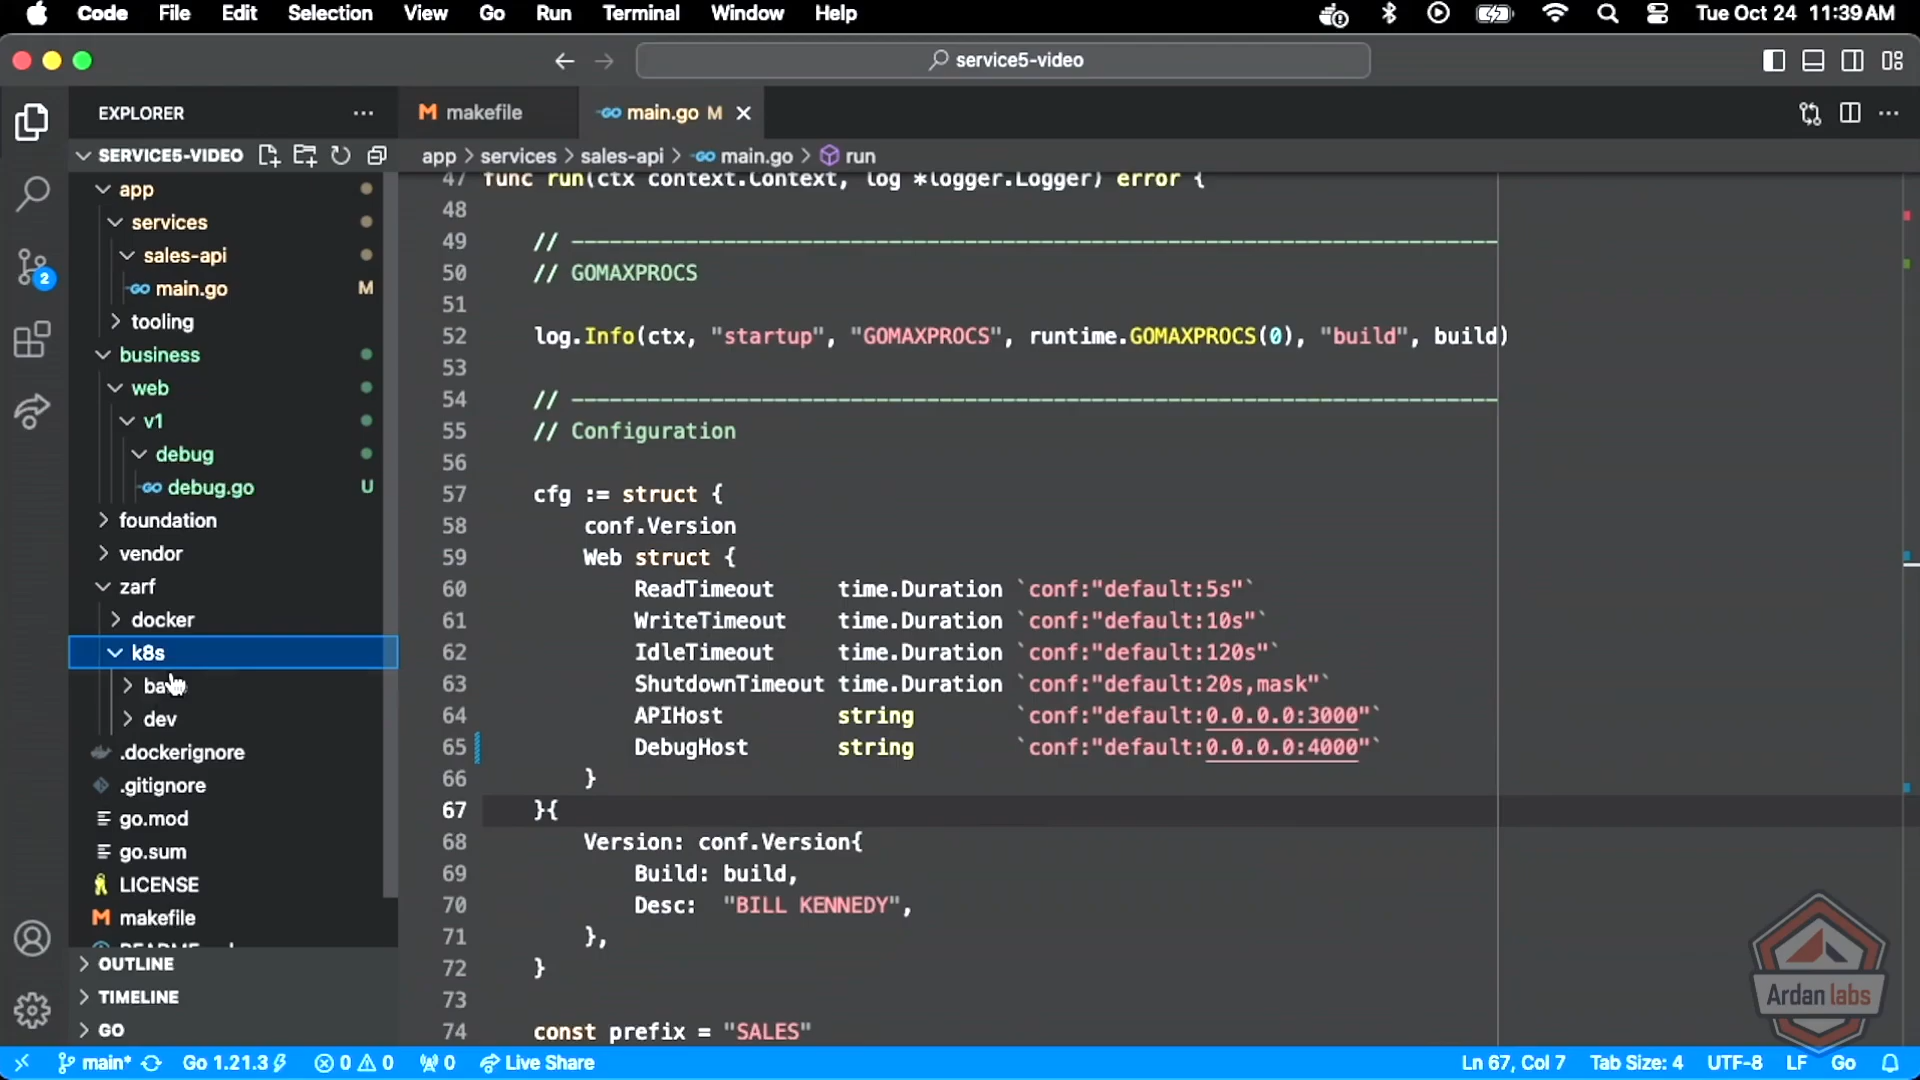 Code File Edit Selection View Go Run Terminal Window Help Tue Oct 24 11:39 AM
service5-video
EXPLORER
SERVICE5-VIDEO
app
services
sales-api
main.go M
tooling
business
web
v1
debug
debug.go U
foundation
vendor
zarf
docker
k8s
dev
.dockerignore
.gitignore
go.mod
go.sum
LICENSE
makefile
OUTLINE
TIMELINE
GO
2
makefile main.go M
app > services > sales-api > main.go > run
47 func run(ctx context.Context, log *logger.Logger) error {
48
49 // -------------------------------------------------------------------------
50 // GOMAXPROCS
51
52 log.Info(ctx, "startup", "GOMAXPROCS", runtime.GOMAXPROCS(0), "build", build)
53
54 // -------------------------------------------------------------------------
55 // Configuration
56
57 cfg := struct {
58 conf.Version
59 Web struct {
60 ReadTimeout time.Duration `conf:"default:5s"`
61 WriteTimeout time.Duration `conf:"default:10s"`
62 IdleTimeout time.Duration `conf:"default:120s"`
63 ShutdownTimeout time.Duration `conf:"default:20s,mask"`
64 APIHost string `conf:"default:0.0.0.0:3000"`
65 DebugHost string `conf:"default:0.0.0.0:4000"`
66 }
67 }{
68 Version: conf.Version{
69 Build: build,
70 Desc: "BILL KENNEDY",
71 },
72 }
73
74 const prefix = "SALES"
Ardan labs
main* Go 1.21.3 0 0 0 Live Share Ln 67, Col 7 Tab Size: 4 UTF-8 LF Go